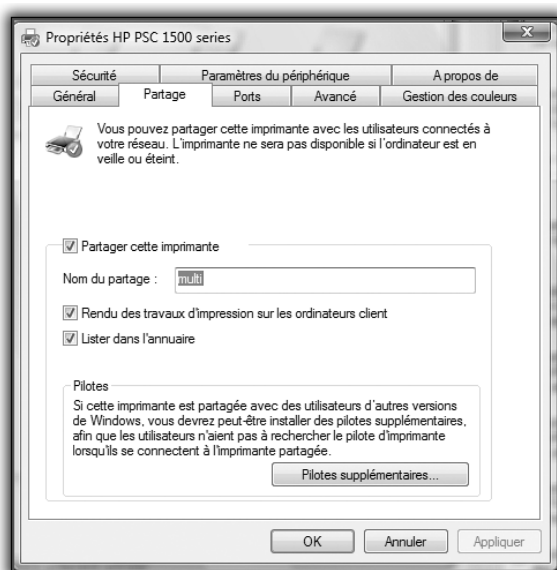 Propriétés HP PSC 1500 series
Sécurité Paramètres du périphérique A propos de
Général Partage Ports Avancé Gestion des couleurs
Vous pouvez partager cette imprimante avec les utilisateurs connectés à
votre réseau. L'imprimante ne sera pas disponible si l'ordinateur est en
veille ou éteint.
Partager cette imprimante
Nom du partage : multi
Rendu des travaux d'impression sur les ordinateurs client
Lister dans l'annuaire
Pilotes
Si cette imprimante est partagée avec des utilisateurs d'autres versions
de Windows, vous devrez peut-être installer des pilotes supplémentaires,
afin que les utilisateurs n'aient pas à rechercher le pilote d'imprimante
lorsqu'ils se connectent à l'imprimante partagée.
Pilotes supplémentaires...
OK Annuler Appliquer